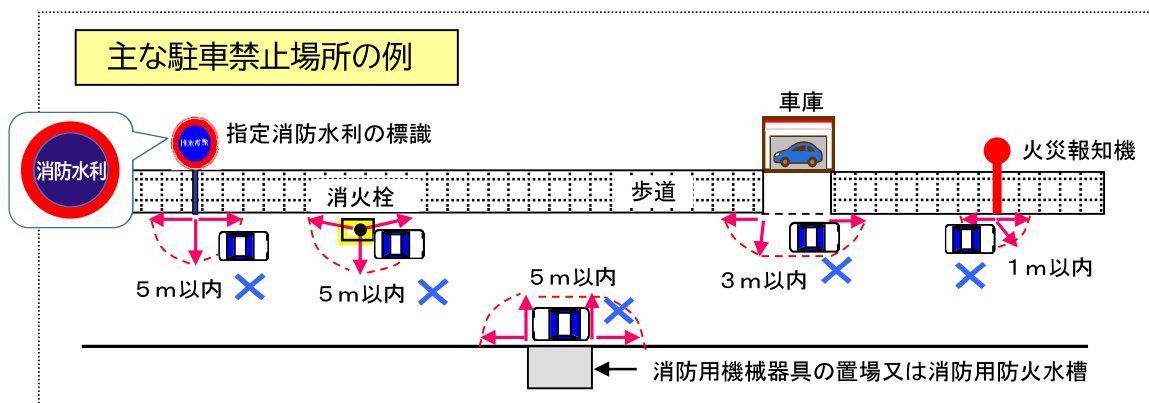 主な駐車禁止場所の例
車庫
消防水利
指定消防水利の標識
火災報知機
消火栓
歩道
5m以内
5m以内
5m以内
3m以内
1m以内
消防用機械器具の置場又は消防用防火水槽